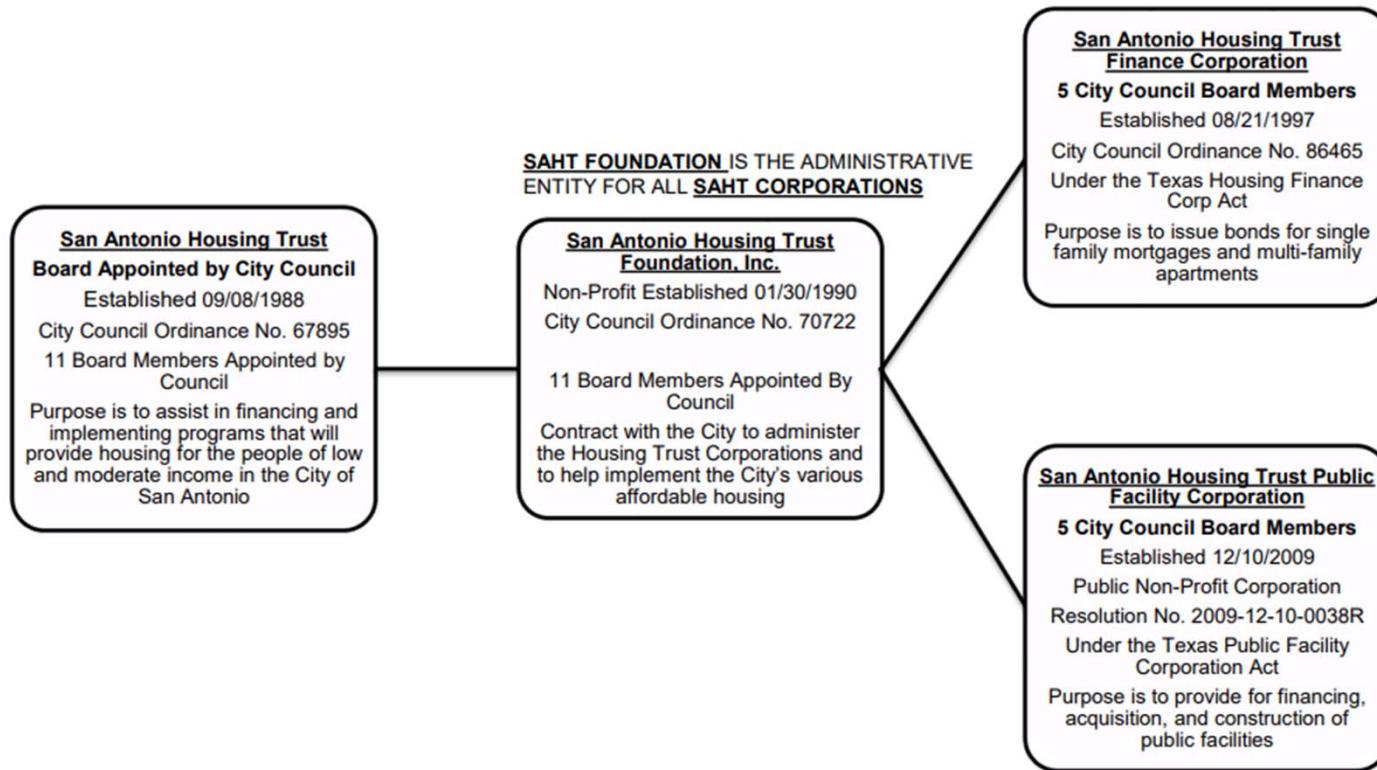 San Antonio Housing Trust
Board Appointed by City Council
Established 09/08/1988
City Council Ordinance No. 67895
11 Board Members Appointed by
Council
Purpose is to assist in financing and
implementing programs that will
provide housing for the people of low
and moderate income in the City of
San Antonio
SAHT FOUNDATION IS THE ADMINISTRATIVE
ENTITY FOR ALL SAHT CORPORATIONS
San Antonio Housing Trust
Foundation, Inc.
Non-Profit Established 01/30/1990
City Council Ordinance No. 70722
11 Board Members Appointed By
Council
Contract with the City to administer
the Housing Trust Corporations and
to help implement the City's various
affordable housing
San Antonio Housing Trust
Finance Corporation
5 City Council Board Members
Established 08/21/1997
City Council Ordinance No. 86465
Under the Texas Housing Finance
Corp Act
Purpose is to issue bonds for single
family mortgages and multi-family
apartments
San Antonio Housing Trust Public
Facility Corporation
5 City Council Board Members
Established 12/10/2009
Public Non-Profit Corporation
Resolution No. 2009-12-10-0038R
Under the Texas Public Facility
Corporation Act
Purpose is to provide for financing,
acquisition, and construction of
public facilities